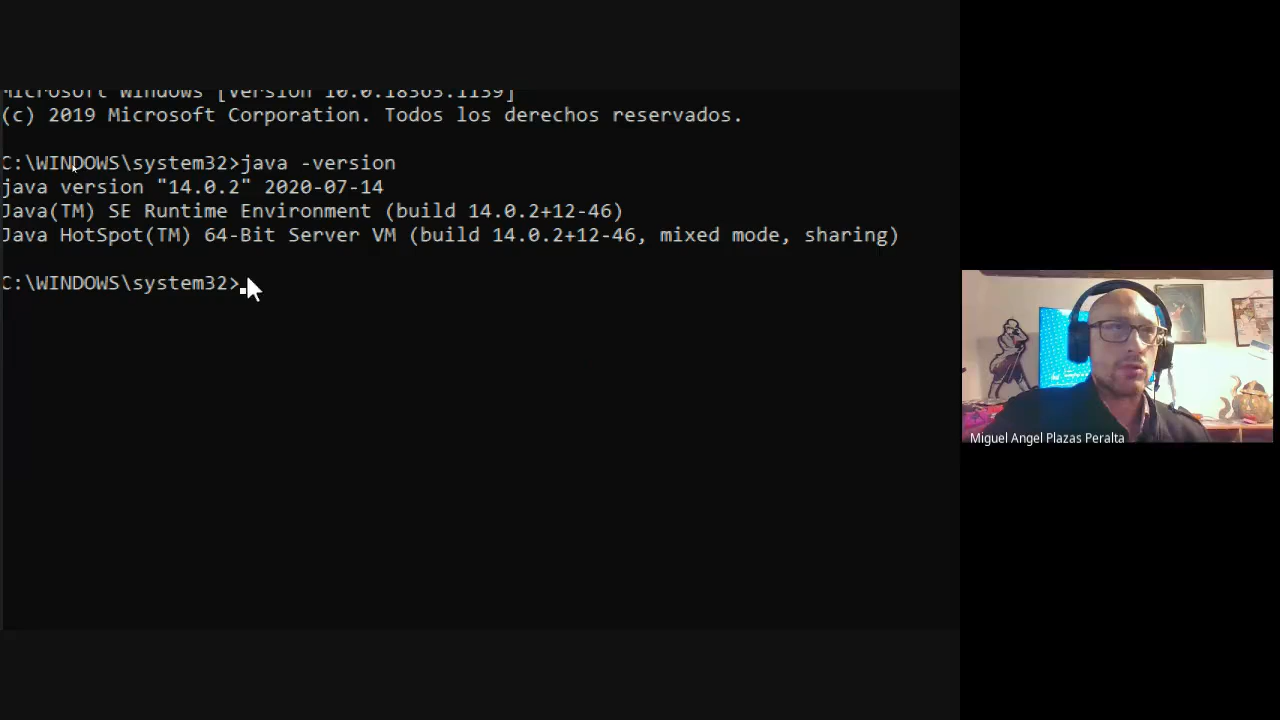 Microsoft Windows [Versión 10.0.18363.1139]
(c) 2019 Microsoft Corporation. Todos los derechos reservados.
C:\WINDOWS\system32>java -version
java version "14.0.2" 2020-07-14
Java(TM) SE Runtime Environment (build 14.0.2+12-46)
Java HotSpot(TM) 64-Bit Server VM (build 14.0.2+12-46, mixed mode, sharing)
C:\WINDOWS\system32>
Miguel Angel Plazas Peralta